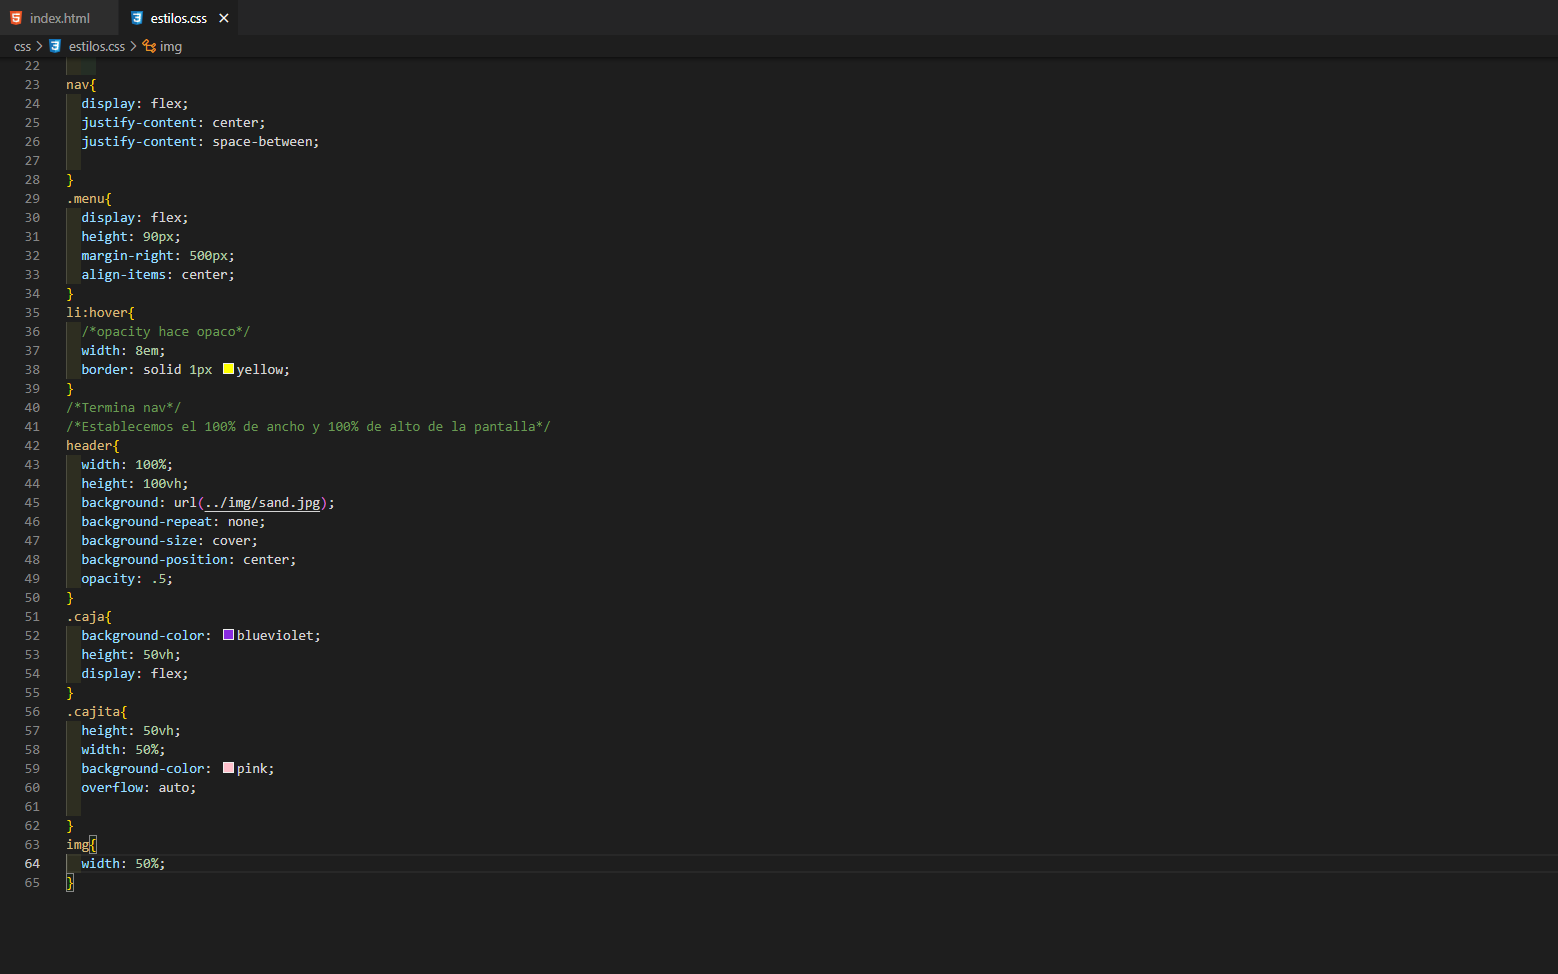 index.html
estilos.css
css > estilos.css > img
22
23 nav{
24 display: flex;
25 justify-content: center;
26 justify-content: space-between;
27
28 }
29 .menu{
30 display: flex;
31 height: 90px;
32 margin-right: 500px;
33 align-items: center;
34 }
35 li:hover{
36 /*opacity hace opaco*/
37 width: 8em;
38 border: solid 1px yellow;
39 }
40 /*Termina nav*/
41 /*Establecemos el 100% de ancho y 100% de alto de la pantalla*/
42 header{
43 width: 100%;
44 height: 100vh;
45 background: url(../img/sand.jpg);
46 background-repeat: none;
47 background-size: cover;
48 background-position: center;
49 opacity: .5;
50 }
51 .caja{
52 background-color: blueviolet;
53 height: 50vh;
54 display: flex;
55 }
56 .cajita{
57 height: 50vh;
58 width: 50%;
59 background-color: pink;
60 overflow: auto;
61
62 }
63 img{
64 width: 50%;
65 }